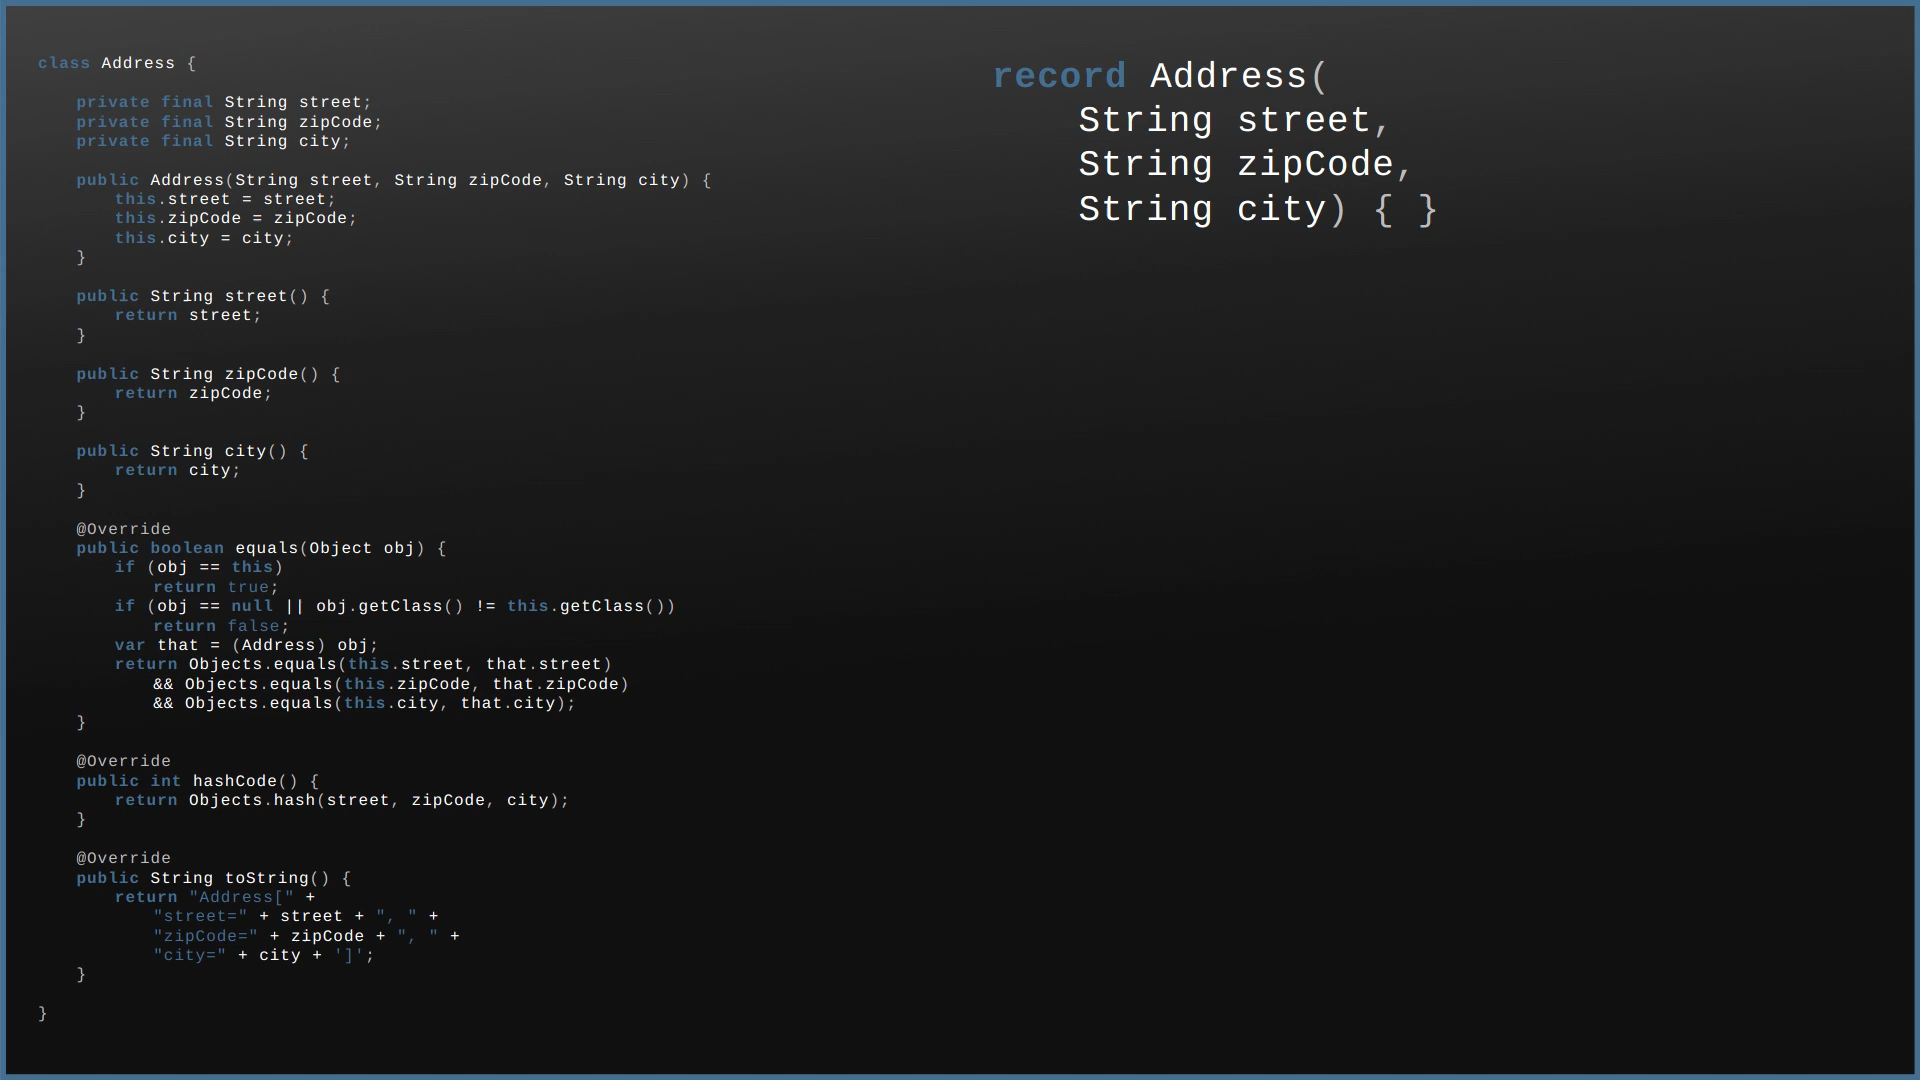 class Address {
private final String street;
private final String zipCode;
private final String city;
public Address(String street, String zipCode, String city) {
this.street = street;
this.zipCode = zipCode;
this.city = city;
}
public String street() {
return street;
}
public String zipCode() {
return zipCode;
}
public String city() {
return city;
}
@Override
public boolean equals(Object obj) {
if (obj == this)
return true;
if (obj == null || obj.getClass() != this.getClass())
return false;
var that = (Address) obj;
return Objects.equals(this.street, that.street)
&& Objects.equals(this.zipCode, that.zipCode)
&& Objects.equals(this.city, that.city);
}
@Override
public int hashCode() {
return Objects.hash(street, zipCode, city);
}
@Override
public String toString() {
return "Address[" +
"street=" + street + ", " +
"zipCode=" + zipCode + ", " +
"city=" + city + ']';
}
}
record Address(
String street,
String zipCode,
String city) { }